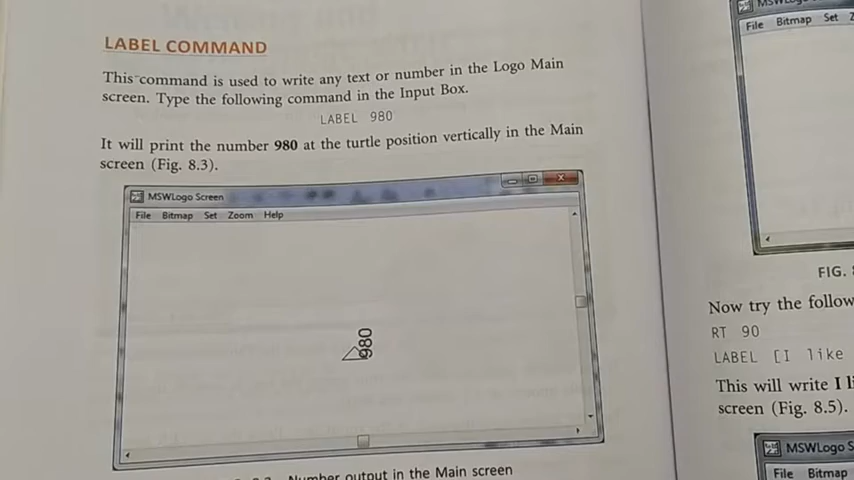 LABEL COMMAND
This command is used to write any text or number in the Logo Main
screen. Type the following command in the Input Box.
LABEL 980
It will print the number 980 at the turtle position vertically in the Main
screen (Fig. 8.3).
MSWLogo Screen
File Bitmap Set Zoom Help
980
Number output in the Main screen
File Bitmap Set
FIG.
Now try the follow
RT 90
LABEL [I like
This will write I li
screen (Fig. 8.5).
MSWLogo S
File Bitmap